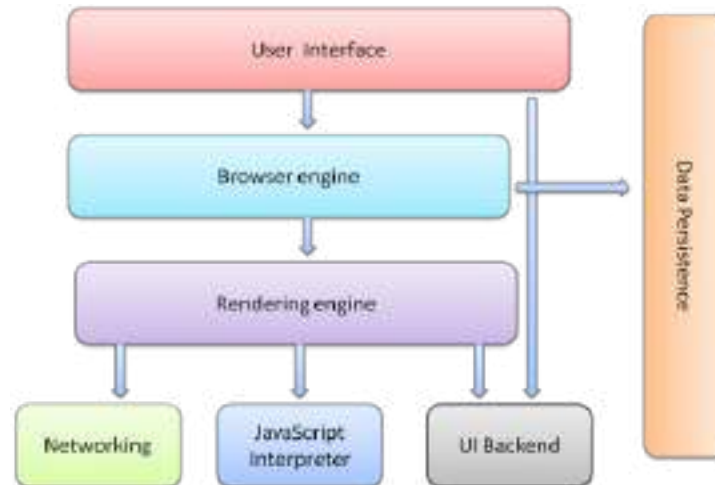 User Interface
Browser engine
Data Persistence
Rendering engine
Networking
JavaScript
Interpreter
UI Backend